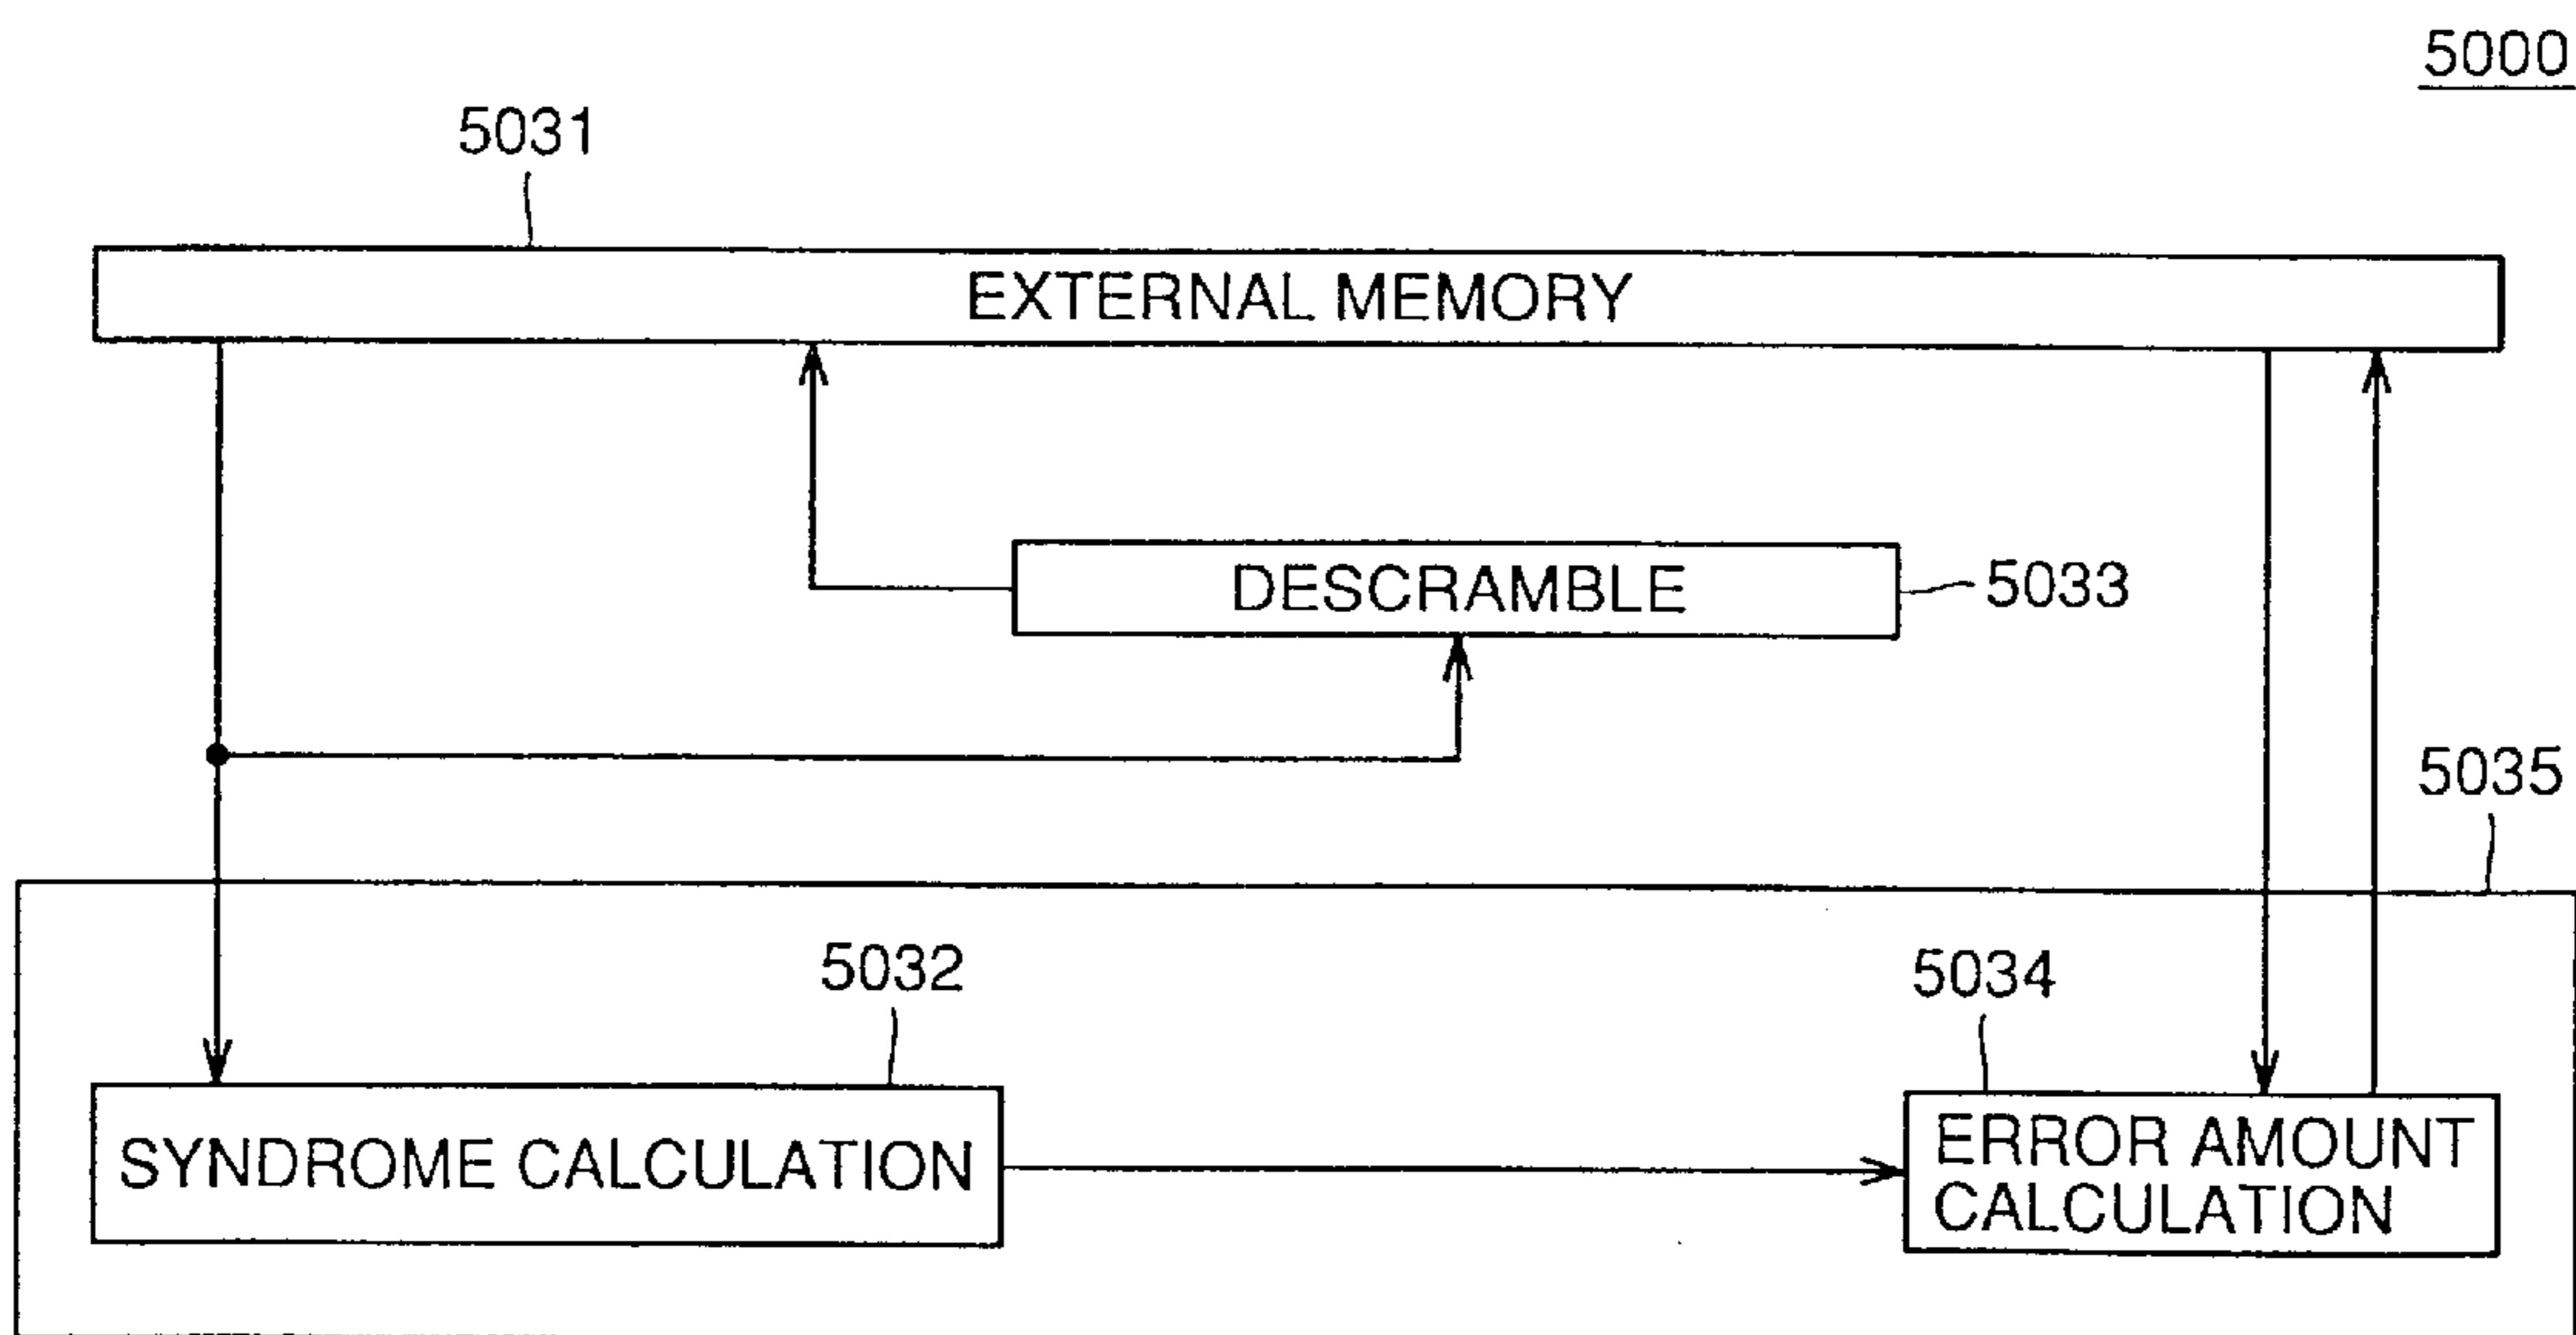 5000
5031
EXTERNAL MEMORY
DESCRAMBLE
5033
5035
5032
5034
SYNDROME CALCULATION
ERROR AMOUNT
CALCULATION